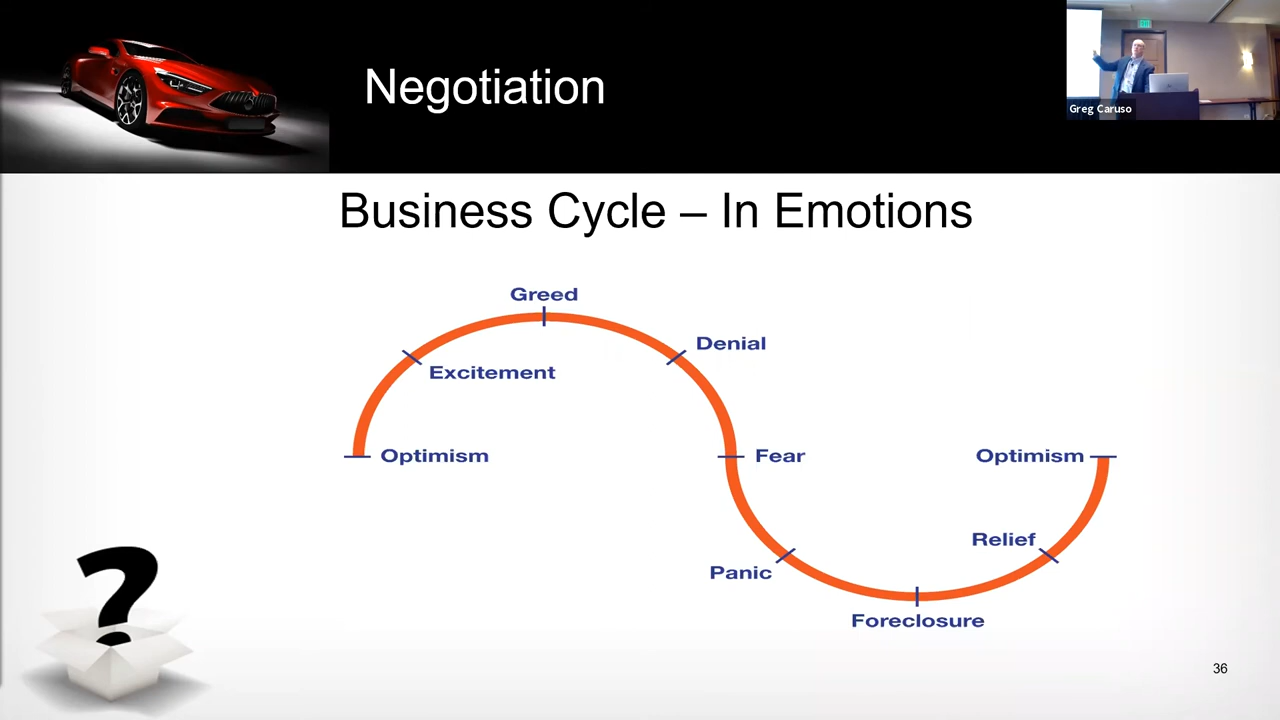 Negotiation
Greg Caruso
Business Cycle – In Emotions
Greed
Denial
Excitement
Optimism
Fear
Optimism
Relief
Panic
Foreclosure
?
36